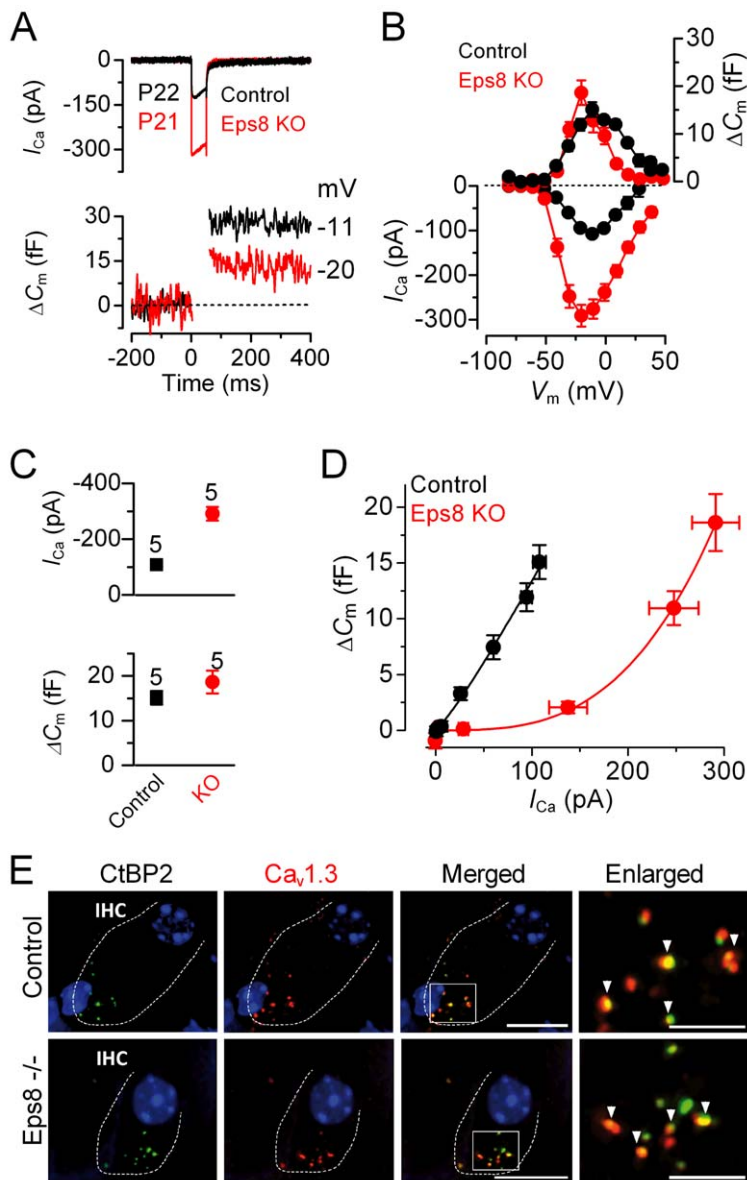 A
0
-150
-300
I_Ca (pA)
P22
P21
Control
Eps8 KO
mV
30
15
0
ΔC_m (fF)
-11
-20
-200 0 200 400
Time (ms)
B
Control
Eps8 KO
30
20
10
0
ΔC_m (fF)
0
-100
-200
-300
I_Ca (pA)
-100 -50 0 50
V_m (mV)
C
-400
-200
0
I_Ca (pA)
5
5
20
10
0
ΔC_m (fF)
5
5
Control
KO
D
Control
Eps8 KO
20
15
10
5
0
ΔC_m (fF)
0 100 200 300
I_Ca (pA)
E
CtBP2 Ca_v1.3 Merged Enlarged
Control
IHC
Eps8 -/-
IHC